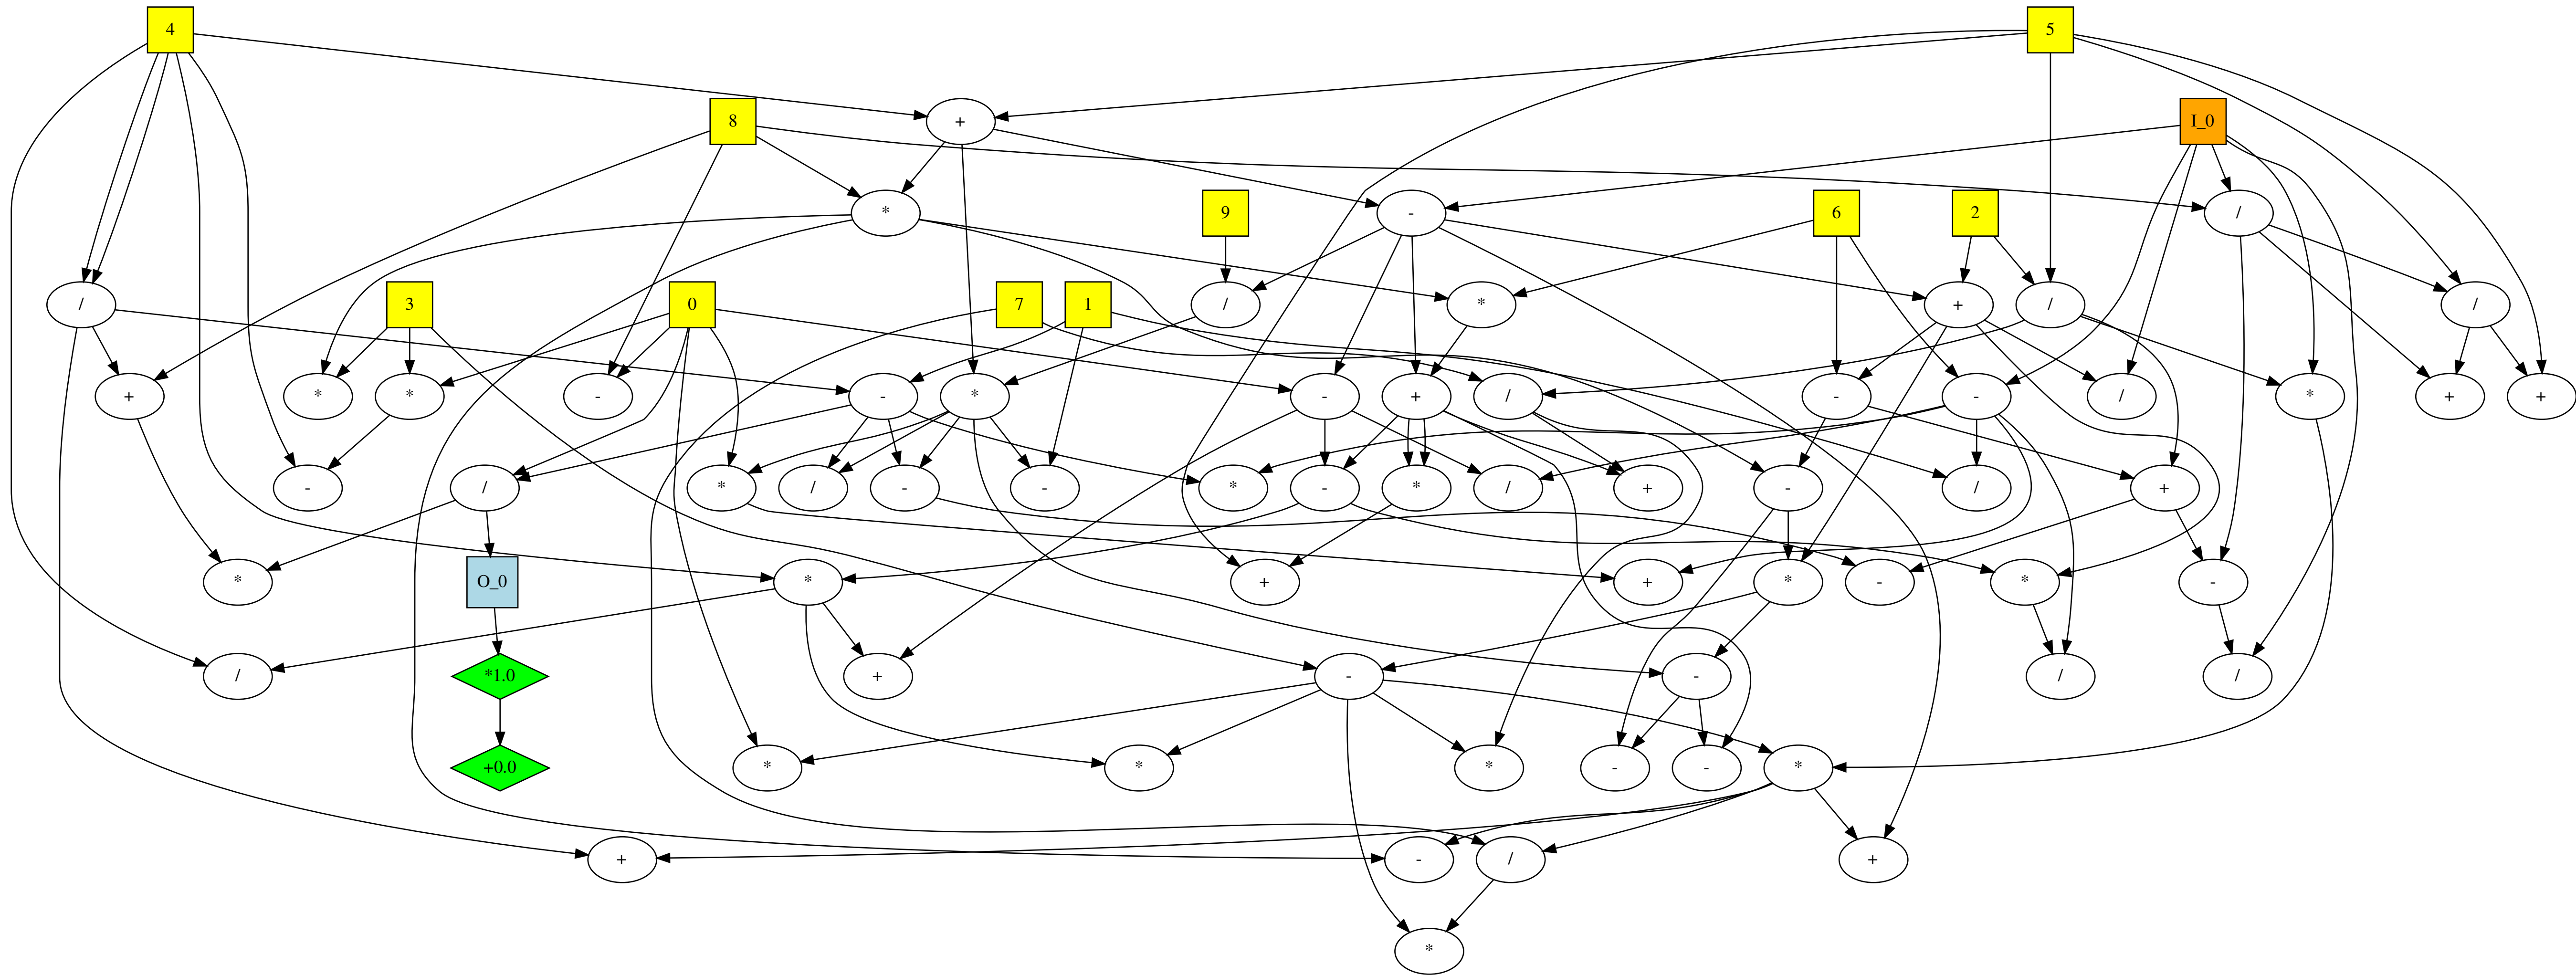 4 5
8 + I_0
* 9 - 6 2 /
/ 3 0 7 1 / * + / /
+ * * - - * - + / - - / * + +
- / * / - - * - * / + - / +
* O_0 * + + * - * -
/ *1.0 + - - / /
+0.0 * * * - - *
+ - / +
*